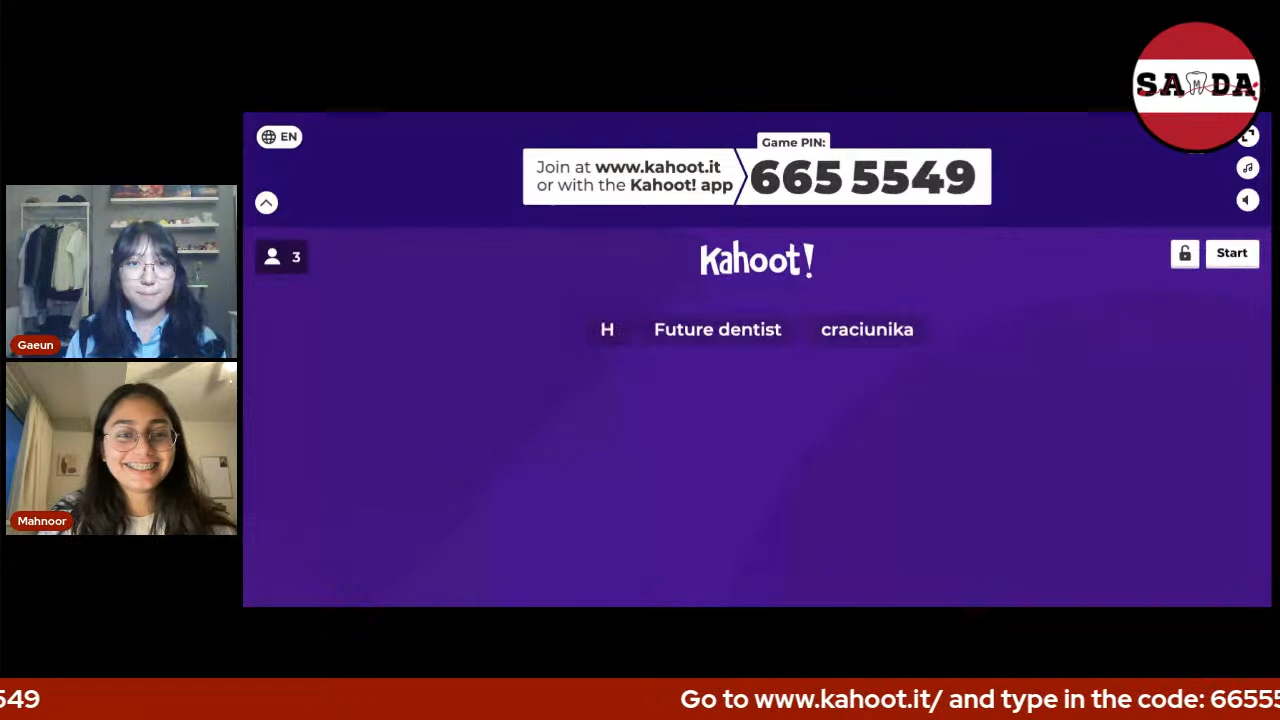 SAMDA
EN
Game PIN:
Join at www.kahoot.it
or with the Kahoot! app
665 5549
3
Kahoot!
Start
H
Future dentist
craciunika
Gaeun
Mahnoor
549
Go to www.kahoot.it/ and type in the code: 66555